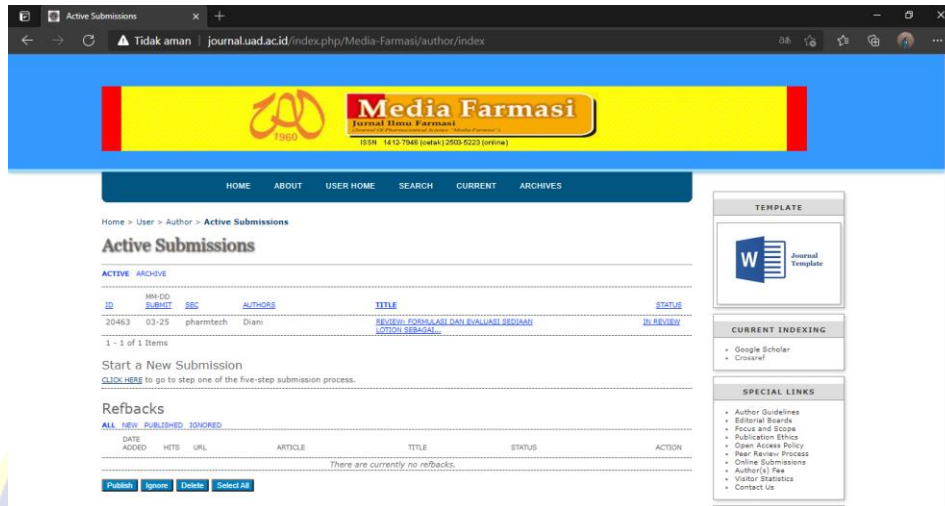 Active Submissions
Tidak aman | journal.uad.ac.id/index.php/Media-Farmasi/author/index
1960
Media Farmasi
Jurnal Ilmu Farmasi
(Journal Of Pharmaceutical Science "Media Farmasi")
ISSN 1412-7946 (cetak) 2503-5223 (online)
HOME ABOUT USER HOME SEARCH CURRENT ARCHIVES
Home > User > Author > Active Submissions
Active Submissions
ACTIVE ARCHIVE
MM-DD
ID SUBMIT SEC AUTHORS TITLE STATUS
20463 03-25 pharmtech Diani REVIEW: FORMULASI DAN EVALUASI SEDIAAN IN REVIEW
LOTION SEBAGAI...
1 - 1 of 1 Items
Start a New Submission
CLICK HERE to go to step one of the five-step submission process.
Refbacks
ALL NEW PUBLISHED IGNORED
DATE
ADDED HITS URL ARTICLE TITLE STATUS ACTION
There are currently no refbacks.
Publish Ignore Delete Select All
TEMPLATE
W
Journal
Template
CURRENT INDEXING
Google Scholar
Crossref
SPECIAL LINKS
Author Guidelines
Editorial Boards
Focus and Scope
Publication Ethics
Open Access Policy
Peer Review Process
Online Submissions
Author(s) Fee
Visitor Statistics
Contact Us